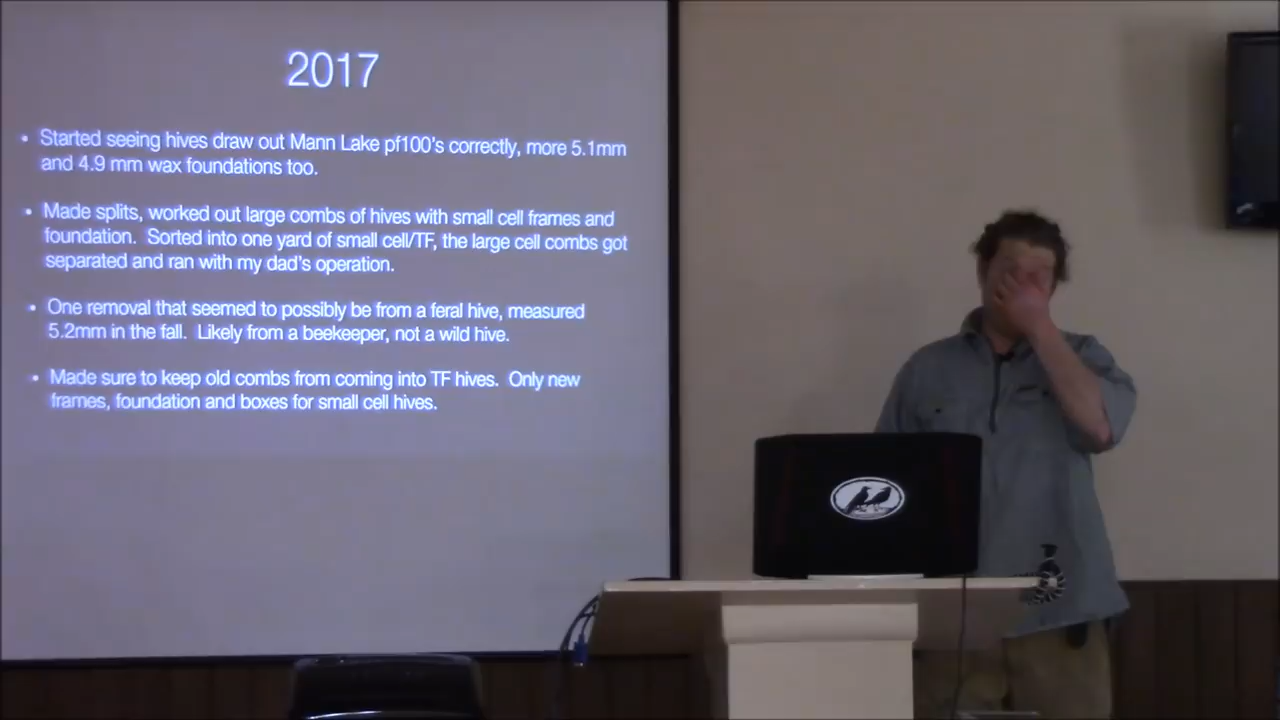 2017
• Started seeing hives draw out Mann Lake pf100's correctly, more 5.1mm
and 4.9 mm wax foundations too.
• Made splits, worked out large combs of hives with small cell frames and
foundation. Sorted into one yard of small cell/TF, the large cell combs got
separated and ran with my dad's operation.
• One removal that seemed to possibly be from a feral hive, measured
5.2mm in the fall. Likely from a beekeeper, not a wild hive.
• Made sure to keep old combs from coming into TF hives. Only new
frames, foundation and boxes for small cell hives.